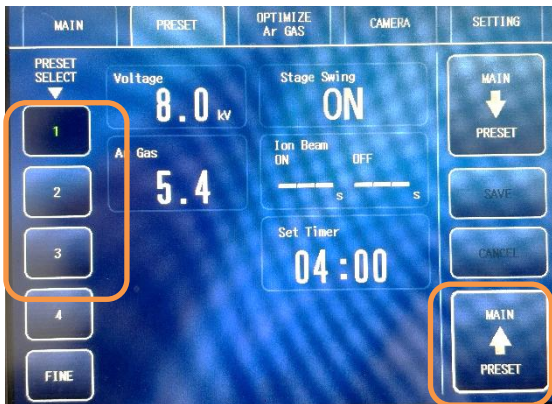 MAIN
PRESET
OPTIMIZE
Ar GAS
CAMERA
SETTING
PRESET
SELECT
1
2
3
4
FINE
Voltage
8.0 kV
Ar Gas
5.4
Stage Swing
ON
Ion Beam
ON OFF
--- s --- s
Set Timer
04:00
MAIN
PRESET
SAVE
CANCEL
MAIN
PRESET